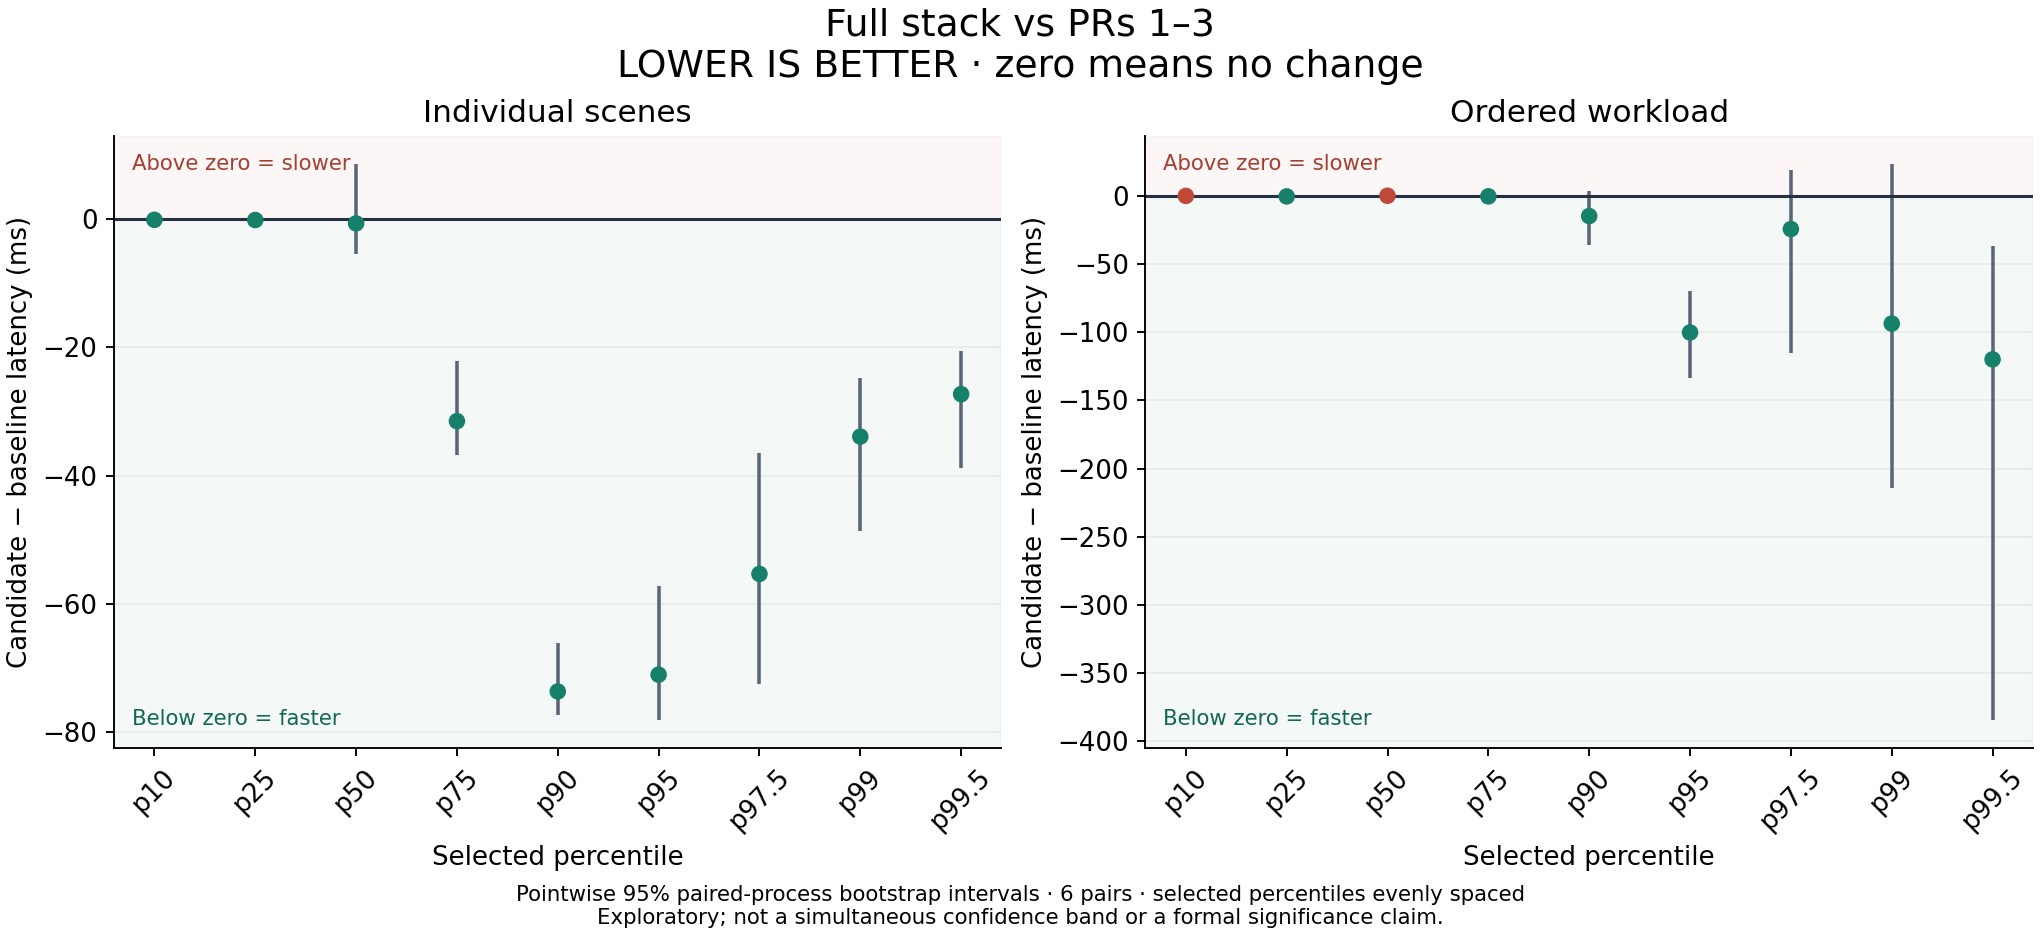 Full stack vs PRs 1–3
LOWER IS BETTER · zero means no change
Individual scenes
Above zero = slower
0
−20
−40
−60
−80
Candidate − baseline latency (ms)
Below zero = faster
p10
p25
p50
p75
p90
p95
p97.5
p99
p99.5
Selected percentile
Ordered workload
Above zero = slower
0
−50
−100
−150
−200
−250
−300
−350
−400
Candidate − baseline latency (ms)
Below zero = faster
p10
p25
p50
p75
p90
p95
p97.5
p99
p99.5
Selected percentile
Pointwise 95% paired-process bootstrap intervals · 6 pairs · selected percentiles evenly spaced
Exploratory; not a simultaneous confidence band or a formal significance claim.